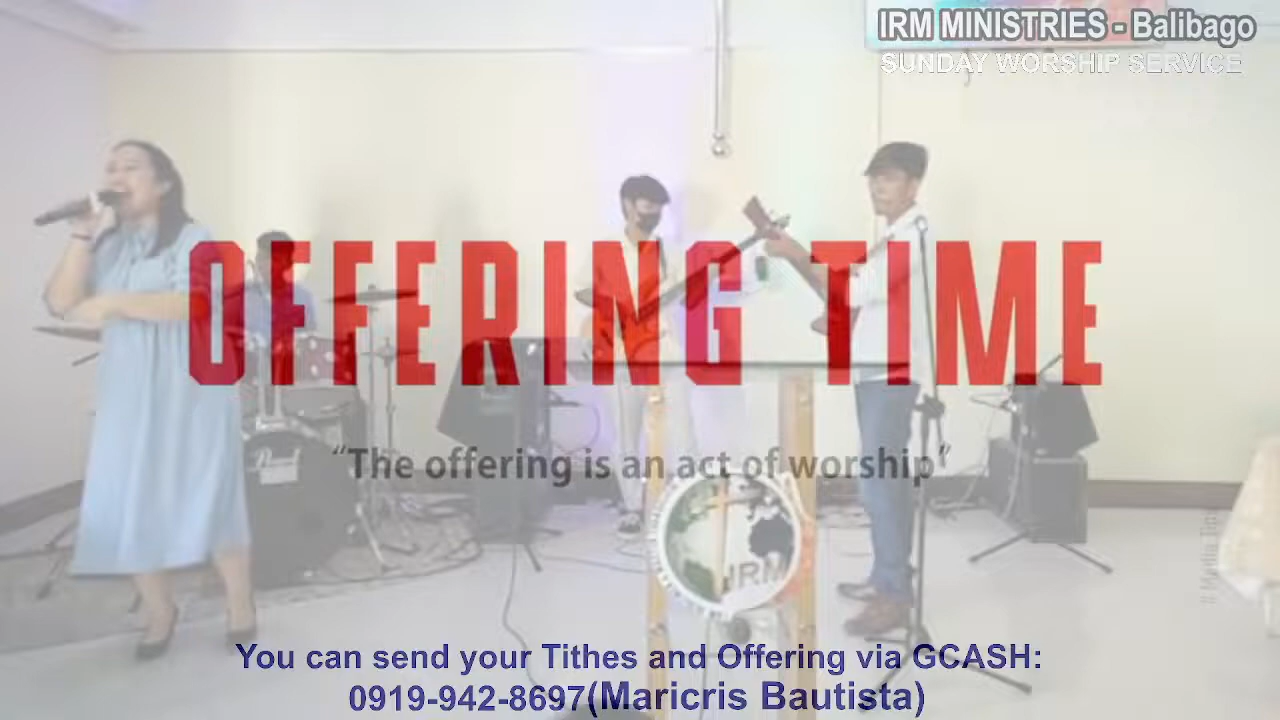 IRM MINISTRIES - Balibago
SUNDAY WORSHIP SERVICE
OFFERING TIME
“The offering is an act of worship”
IRM
You can send your Tithes and Offering via GCASH:
0919-942-8697(Maricris Bautista)